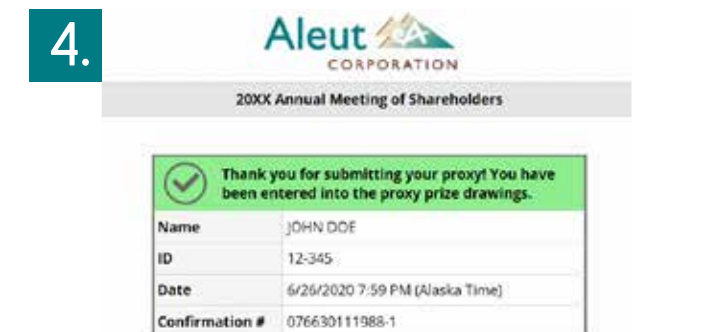 4.
Aleut
CORPORATION
20XX Annual Meeting of Shareholders
Thank you for submitting your proxy! You have
been entered into the proxy prize drawings.
Name JOHN DOE
ID 12-345
Date 6/26/2020 7:59 PM (Alaska Time)
Confirmation # 076630111988-1